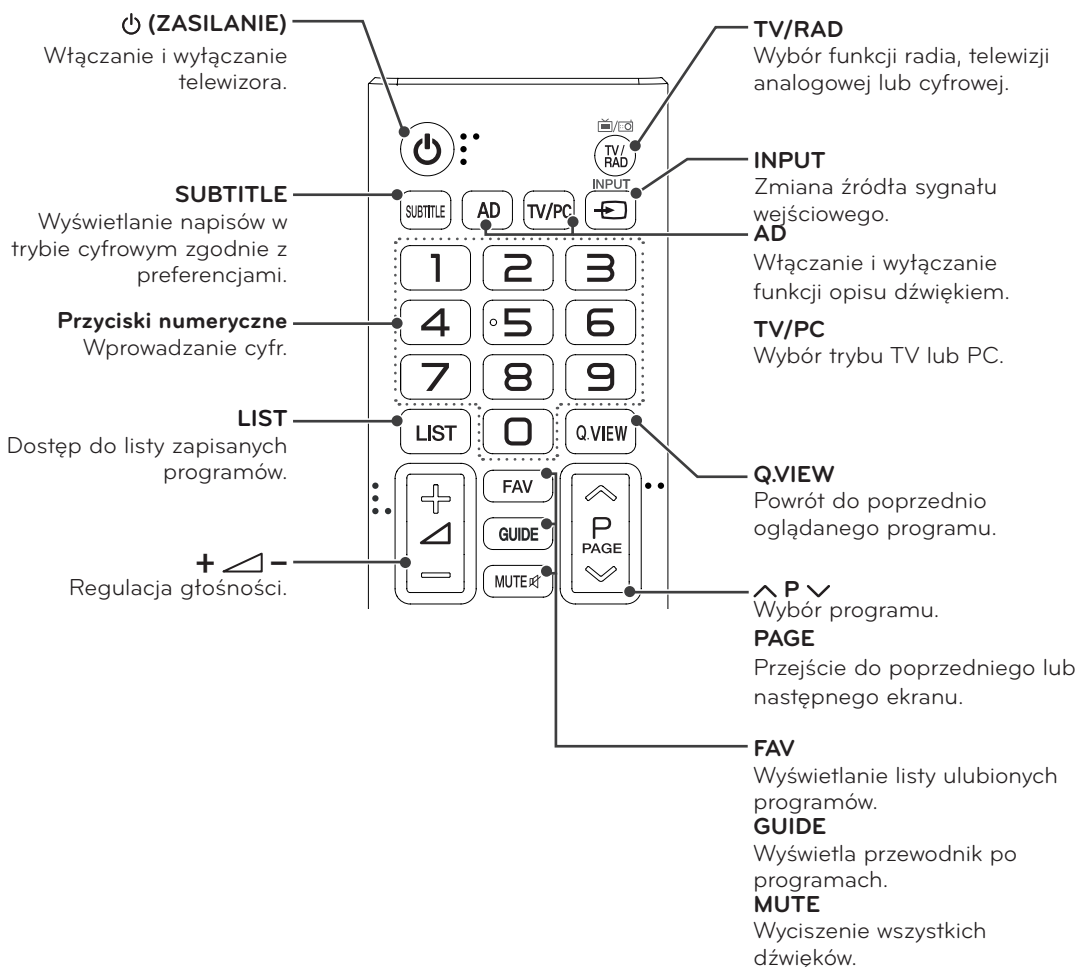 ⏻ (ZASILANIE)
Włączanie i wyłączanie
telewizora.
SUBTITLE
Wyświetlanie napisów w
trybie cyfrowym zgodnie z
preferencjami.
Przyciski numeryczne
Wprowadzanie cyfr.
LIST
Dostęp do listy zapisanych
programów.
+ ⊿ −
Regulacja głośności.
TV/
RAD
INPUT
SUBTITLE AD TV/PC
1 2 3
4 5 6
7 8 9
LIST 0 Q.VIEW
+ FAV
GUIDE P
PAGE
− MUTE
TV/RAD
Wybór funkcji radia, telewizji
analogowej lub cyfrowej.
INPUT
Zmiana źródła sygnału
wejściowego.
AD
Włączanie i wyłączanie
funkcji opisu dźwiękiem.
TV/PC
Wybór trybu TV lub PC.
Q.VIEW
Powrót do poprzednio
oglądanego programu.
︿ P ﹀
Wybór programu.
PAGE
Przejście do poprzedniego lub
następnego ekranu.
FAV
Wyświetlanie listy ulubionych
programów.
GUIDE
Wyświetla przewodnik po
programach.
MUTE
Wyciszenie wszystkich
dźwięków.